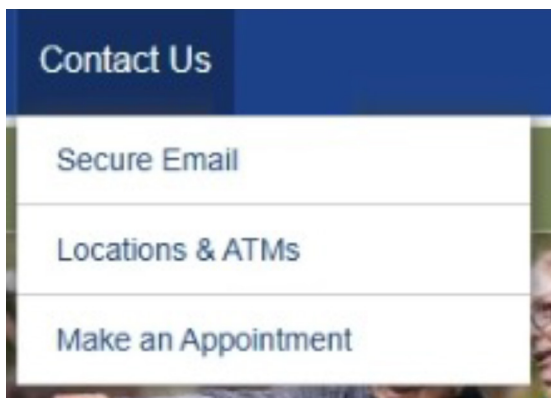 Contact Us
Secure Email
Locations & ATMs
Make an Appointment